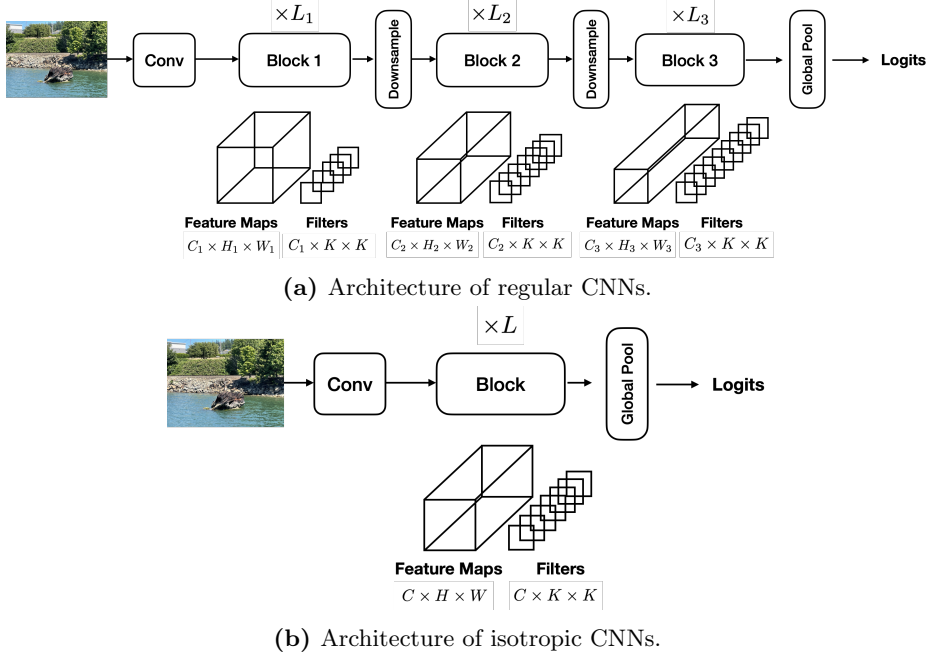 ×L₁ ×L₂ ×L₃
Conv Block 1 Downsample Block 2 Downsample Block 3 Global Pool Logits
Feature Maps Filters Feature Maps Filters Feature Maps Filters
C₁ × H₁ × W₁ C₁ × K × K C₂ × H₂ × W₂ C₂ × K × K C₃ × H₃ × W₃ C₃ × K × K
(a) Architecture of regular CNNs.
×L
Conv Block Global Pool Logits
Feature Maps Filters
C × H × W C × K × K
(b) Architecture of isotropic CNNs.